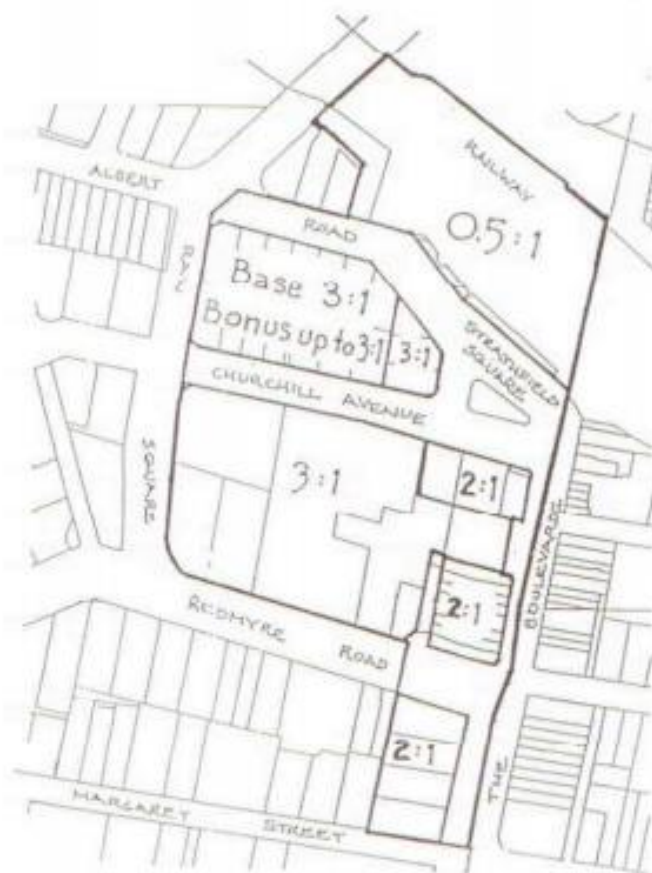 RAILWAY
0.5:1
ALBERT
ROAD
RAW
SQUARE
Base 3:1
Bonus up to 3:1
3:1
STRATHFIELD
SQUARE
CHURCHILL AVENUE
3:1
2:1
2:1
BOULEVARDE
THE
REDMYRE
ROAD
2:1
MARGARET
STREET